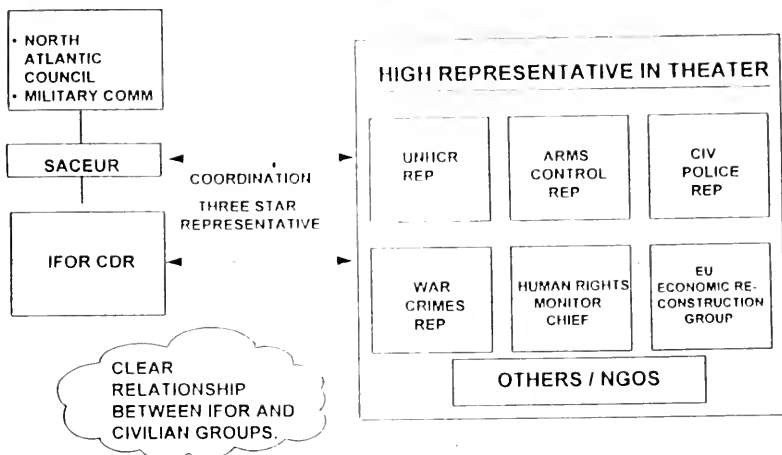 • NORTH
ATLANTIC
COUNCIL
• MILITARY COMM
SACEUR
IFOR CDR
COORDINATION
THREE STAR
REPRESENTATIVE
CLEAR
RELATIONSHIP
BETWEEN IFOR AND
CIVILIAN GROUPS.
HIGH REPRESENTATIVE IN THEATER
UNHCR
REP
ARMS
CONTROL
REP
CIV
POLICE
REP
WAR
CRIMES
REP
HUMAN RIGHTS
MONITOR
CHIEF
EU
ECONOMIC RE-
CONSTRUCTION
GROUP
OTHERS / NGOS